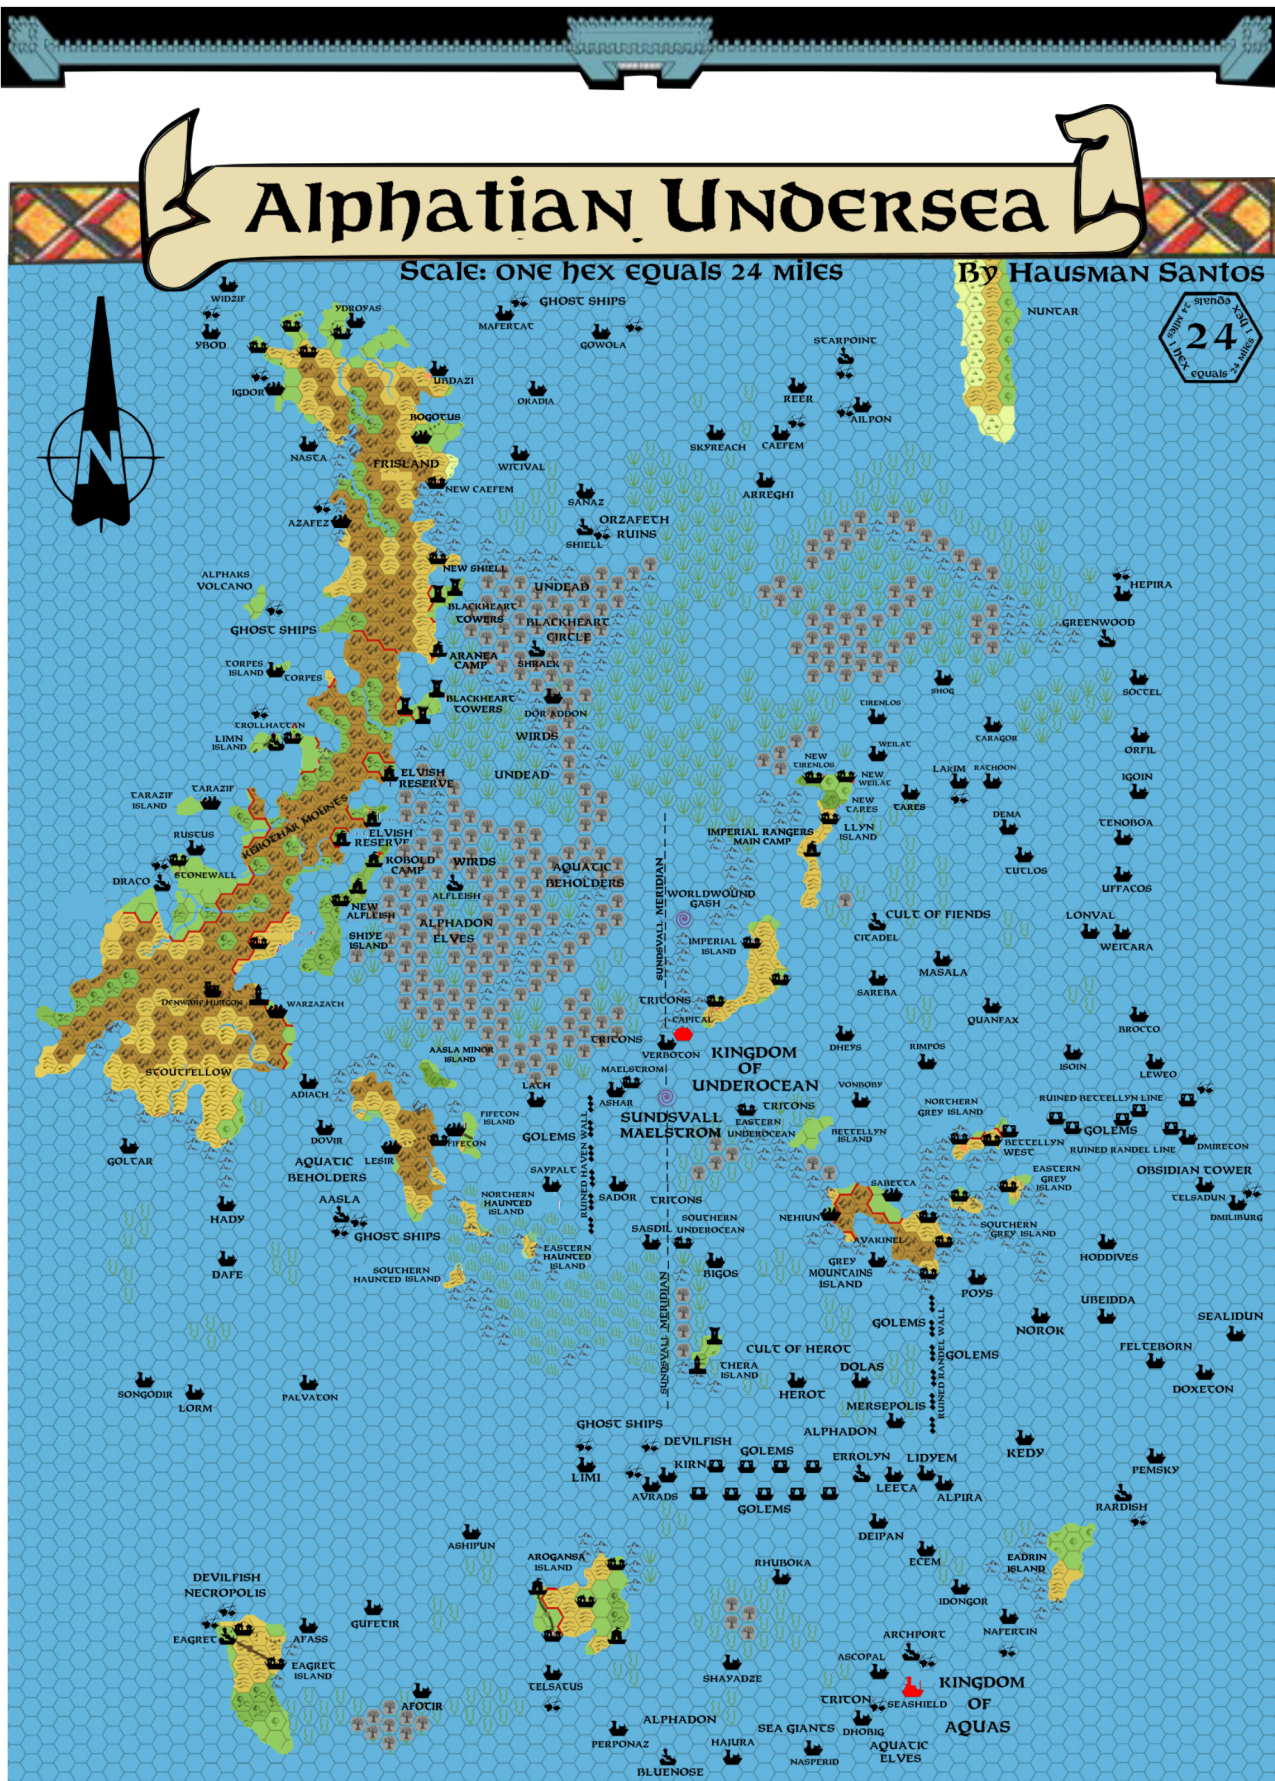 Alphatian Undersea
Scale: one hex equals 24 miles
By Hausman Santos
24
1 hex equals 24 miles
1 hex equals 24 miles
N
WIDZIF
YBOD
YDROYAS
MAFERTAT
GHOST SHIPS
GOWOLA
NUNTAR
STARPOINT
IGDOR
UBDAZI
OKADIA
REER
AILPON
BOGOTUS
NASTA
FRISLAND
WITIVAL
SKYREACH
CAEFEM
NEW CAEFEM
SANAZ
ARREGHI
AZAFEZ
ORZAFETH
RUINS
SHIELL
NEW SHIELL
ALPHAKS
VOLCANO
UNDEAD
HEPIRA
BLACKHEART
TOWERS
BLACKHEART
CIRCLE
GHOST SHIPS
GREENWOOD
ARANEA
CAMP
SHRAEK
TORPES
ISLAND
TORPES
SHOG
SOCTEL
BLACKHEART
TOWERS
DOR-ADDON
TIRENLOS
TROLLHATTAN
LIMN
ISLAND
WIRDS
TARAGOR
ORFIL
WEILAT
NEW
TIRENLOS
ELVISH
RESERVE
UNDEAD
NEW
WEILAT
LAKIM
RATHOON
IGOIN
TARAZIF
ISLAND
TARAZIF
NEW
TARES
TARES
KEROTHAR MOUNTS
RUSTUS
ELVISH
RESERVE
IMPERIAL RANGERS
MAIN CAMP
LLYN
ISLAND
DEMA
TENOBOA
STONEWALL
KOBOLD
CAMP
WIRDS
AQUATIC
BEHOLDERS
TUTLOS
DRACO
ALFLEISH
SUNDSVALL MERIDIAN
WORLDWOUND
GASH
UFFACOS
NEW
ALFLEISH
ALPHADON
ELVES
CULT OF FIENDS
LONVAL
SHIYE
ISLAND
IMPERIAL
ISLAND
CITADEL
WEITARA
MASALA
DENWARF HURGON
WARZAZATH
TRITONS
SAREBA
CAPITAL
QUANFAX
BROCTO
TRITONS
VERBOTON
KINGDOM
OF
UNDEROCEAN
DHEYS
RIMPOS
AASLA MINOR
ISLAND
ISOIN
LEWEO
STOUTFELLOW
MAELSTROM
ADIACH
LATH
ASHAR
VONBOBY
TRITONS
SUNDSVALL
MAELSTROM
EASTERN
UNDEROCEAN
NORTHERN
GREY ISLAND
RUINED BETTELLYN LINE
FIFETON
ISLAND
DOVIR
FIFETON
GOLEMS
RUINED HAVEN WALL
BETTELLYN
ISLAND
BETTELLYN
WEST
GOLEMS
DMIRETON
GOLTAR
LESIR
RUINED RANDEL LINE
AQUATIC
BEHOLDERS
SAYPALT
SADOR
TRITONS
SABETTA
EASTERN
GREY
ISLAND
OBSIDIAN TOWER
TELSADUN
DMILIBURG
HADY
AASLA
NORTHERN
HAUNTED
ISLAND
NEHIUN
SOUTHERN
GREY ISLAND
GHOST SHIPS
SASDIL
SOUTHERN
UNDEROCEAN
AVAKINEL
HODDIVES
DAFE
EASTERN
HAUNTED
ISLAND
BIGOS
GREY
MOUNTAINS
ISLAND
SOUTHERN
HAUNTED ISLAND
POYS
SUNDSVALL MERIDIAN
GOLEMS
RUINED RANDEL WALL
NOROK
UBEIDDA
SEALIDUN
GOLEMS
FELTEBORN
CULT OF HEROT
THERA
ISLAND
DOLAS
SONGODIR
LORM
PALVATON
HEROT
DOXETON
MERSEPOLIS
GHOST SHIPS
ALPHADON
DEVILFISH
GOLEMS
KEDY
LIMI
KIRN
ERROLYN
LIDYEM
LEETA
PEMSKY
AVRADS
GOLEMS
ALPIRA
RARDISH
ASHIPUN
DEIPAN
ECEM
AROGANSA
ISLAND
RHUBOKA
EADRIN
ISLAND
DEVILFISH
NECROPOLIS
IDONGOR
GUFETIR
NAFERTIN
EAGRET
AFASS
ARCHPORT
EAGRET
ISLAND
ASCOPAL
TELSATUS
SHAYADZE
KINGDOM
OF
AQUAS
AFOTIR
TRITON
SEASHIELD
ALPHADON
SEA GIANTS
DHOBIG
PERPONAZ
HAJURA
NASPERID
AQUATIC
ELVES
BLUENOSE